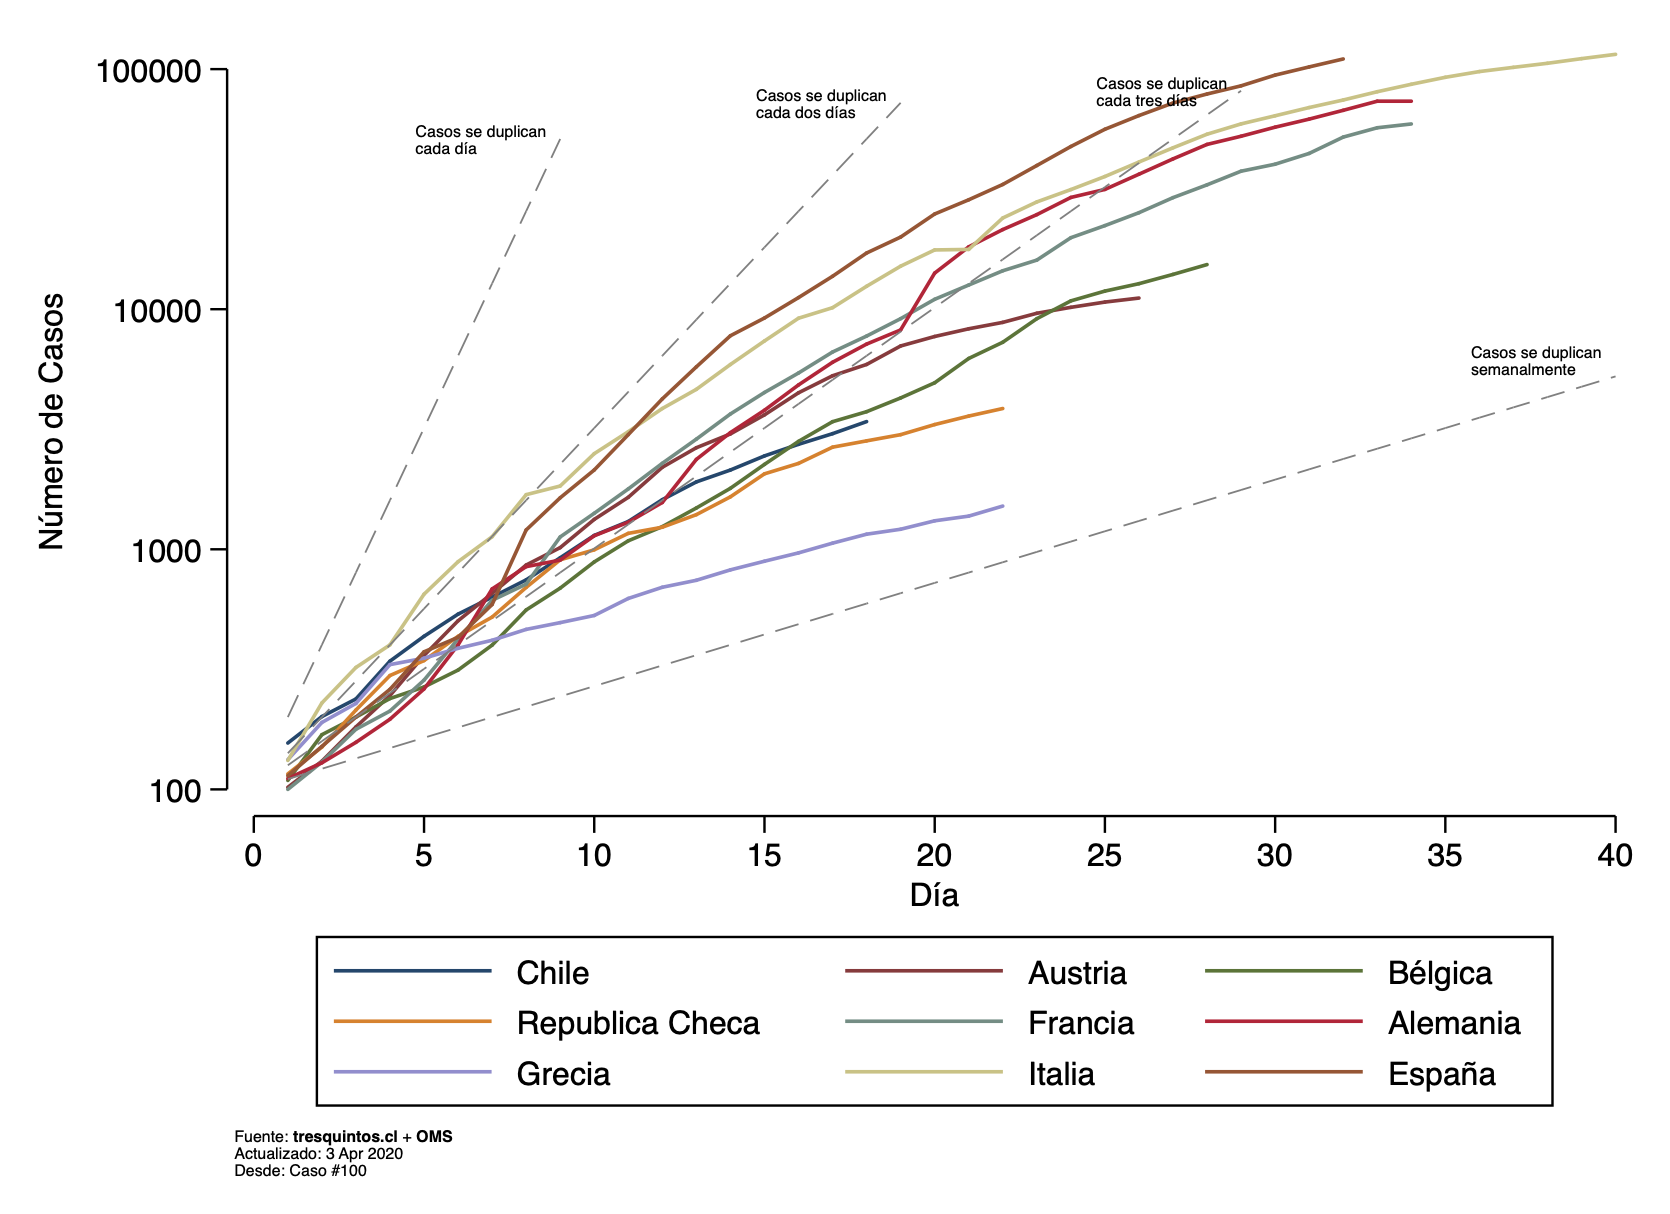 100000
10000
1000
100
Número de Casos
Casos se duplican
cada día
Casos se duplican
cada dos días
Casos se duplican
cada tres días
Casos se duplican
semanalmente
0 5 10 15 20 25 30 35 40
Día
Chile Austria Bélgica
Republica Checa Francia Alemania
Grecia Italia España
Fuente: tresquintos.cl + OMS
Actualizado: 3 Apr 2020
Desde: Caso #100